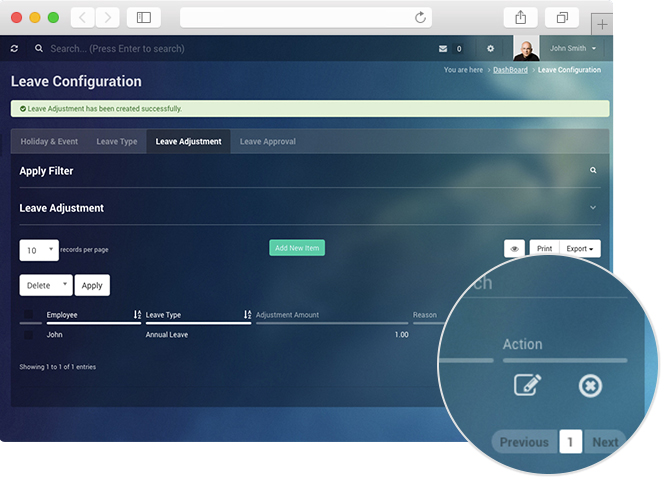 Search... (Press Enter to search)
0
John Smith
You are here > DashBoard > Leave Configuration
Leave Configuration
Leave Adjustment has been created successfully.
Holiday & Event
Leave Type
Leave Adjustment
Leave Approval
Apply Filter
Leave Adjustment
10
records per page
Add New Item
Print
Export
Delete
Apply
Employee
Leave Type
Adjustment Amount
Reason
John
Annual Leave
1.00
Showing 1 to 1 of 1 entries
ch
Action
Previous
1
Next